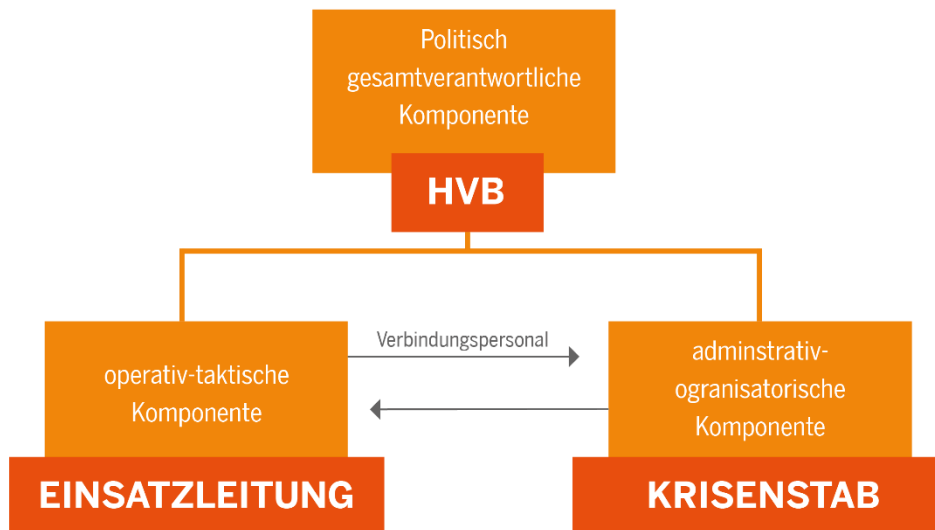 Politisch
gesamtverantwortliche
Komponente
HVB
Verbindungspersonal
operativ-taktische
Komponente
adminstrativ-
ogranisatorische
Komponente
EINSATZLEITUNG
KRISENSTAB